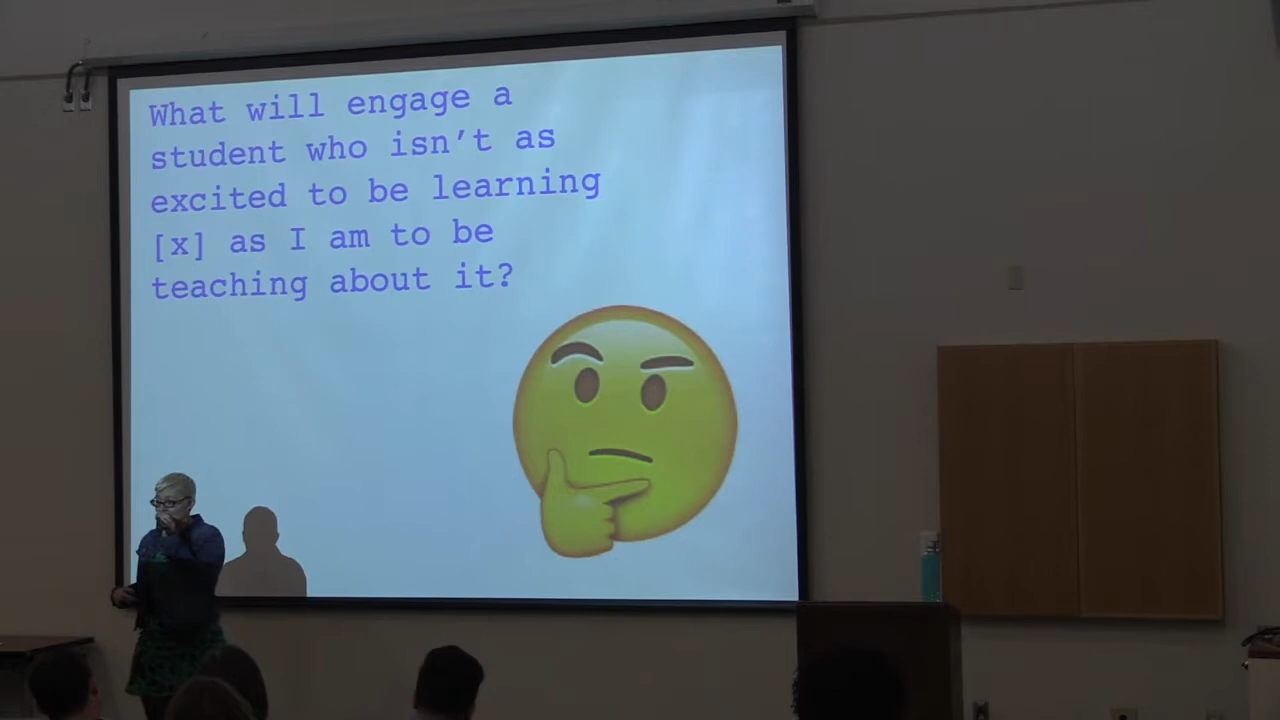 What will engage a
student who isn’t as
excited to be learning
[x] as I am to be
teaching about it?